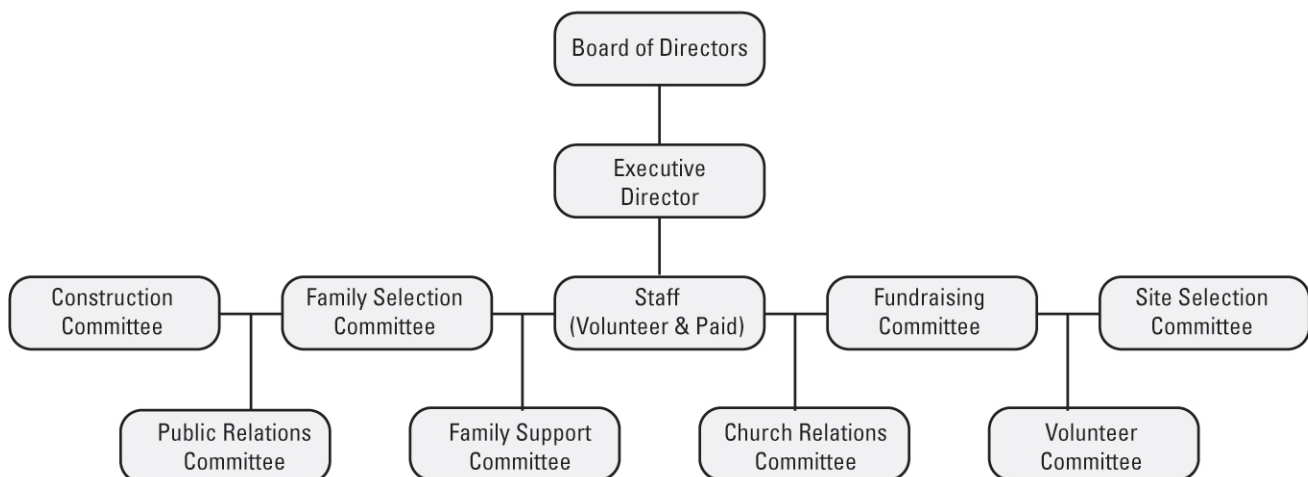 Board of Directors
Executive
Director
Construction
Committee
Family Selection
Committee
Staff
(Volunteer & Paid)
Fundraising
Committee
Site Selection
Committee
Public Relations
Committee
Family Support
Committee
Church Relations
Committee
Volunteer
Committee